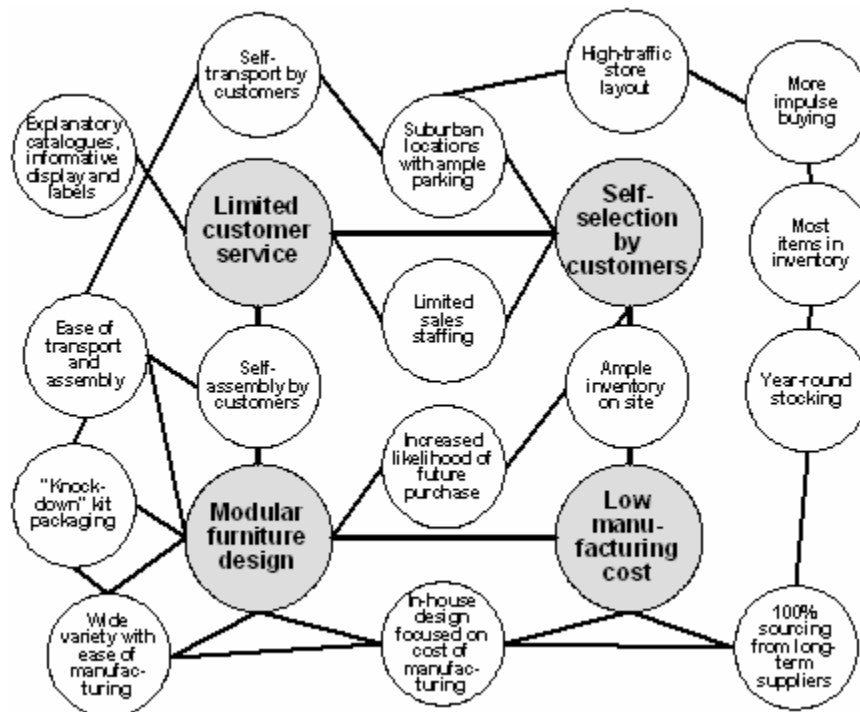 Self-
transport by
customers
High-traffic
store
layout
More
impulse
buying
Explanatory
catalogues,
informative
display and
labels
Suburban
locations
with ample
parking
Limited
customer
service
Self-
selection
by
customers
Most
items in
inventory
Limited
sales
staffing
Ease of
transport
and
assembly
Self-
assembly by
customers
Ample
inventory
on site
Year-round
stocking
Increased
likelihood of
future
purchase
"Knock-
down" kit
packaging
Modular
furniture
design
Low
manu-
facturing
cost
Wide
variety with
ease of
manufac-
turing
In-house
design
focused on
cost of
manufac-
turing
100%
sourcing
from long-
term
suppliers